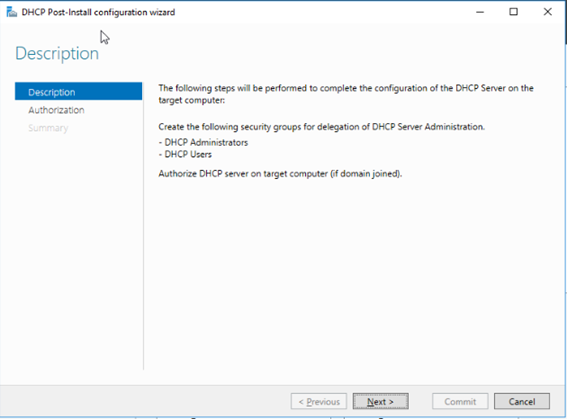 DHCP Post-Install configuration wizard
Description
Description
Authorization
Summary
The following steps will be performed to complete the configuration of the DHCP Server on the
target computer:
Create the following security groups for delegation of DHCP Server Administration.
- DHCP Administrators
- DHCP Users
Authorize DHCP server on target computer (if domain joined).
< Previous
Next >
Commit
Cancel